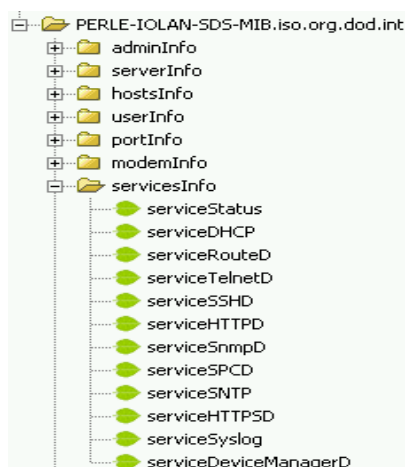 PERLE-IOLAN-SDS-MIB.iso.org.dod.int
adminInfo
serverInfo
hostsInfo
userInfo
portInfo
modemInfo
servicesInfo
serviceStatus
serviceDHCP
serviceRouteD
serviceTelnetD
serviceSSHD
serviceHTTPD
serviceSnmpD
serviceSPCD
serviceSNTP
serviceHTTPSD
serviceSyslog
serviceDeviceManagerD